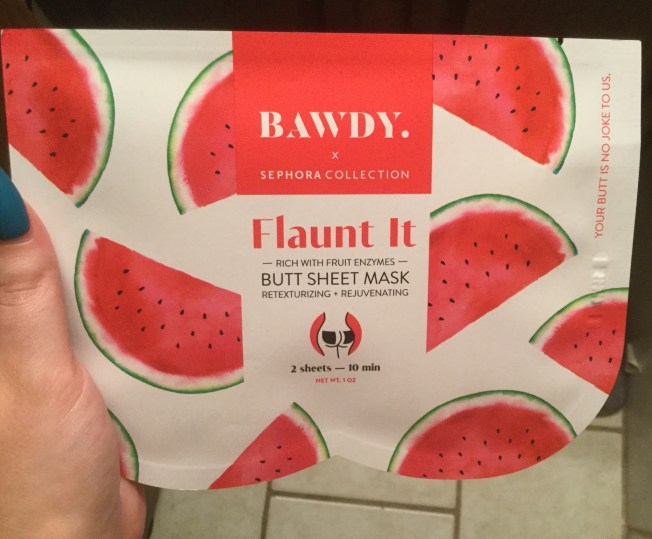 BAWDY.
x
SEPHORA COLLECTION
Flaunt It
— RICH WITH FRUIT ENZYMES —
BUTT SHEET MASK
RETEXTURIZING + REJUVENATING
2 sheets — 10 min
NET WT. 1 OZ
YOUR BUTT IS NO JOKE TO US.